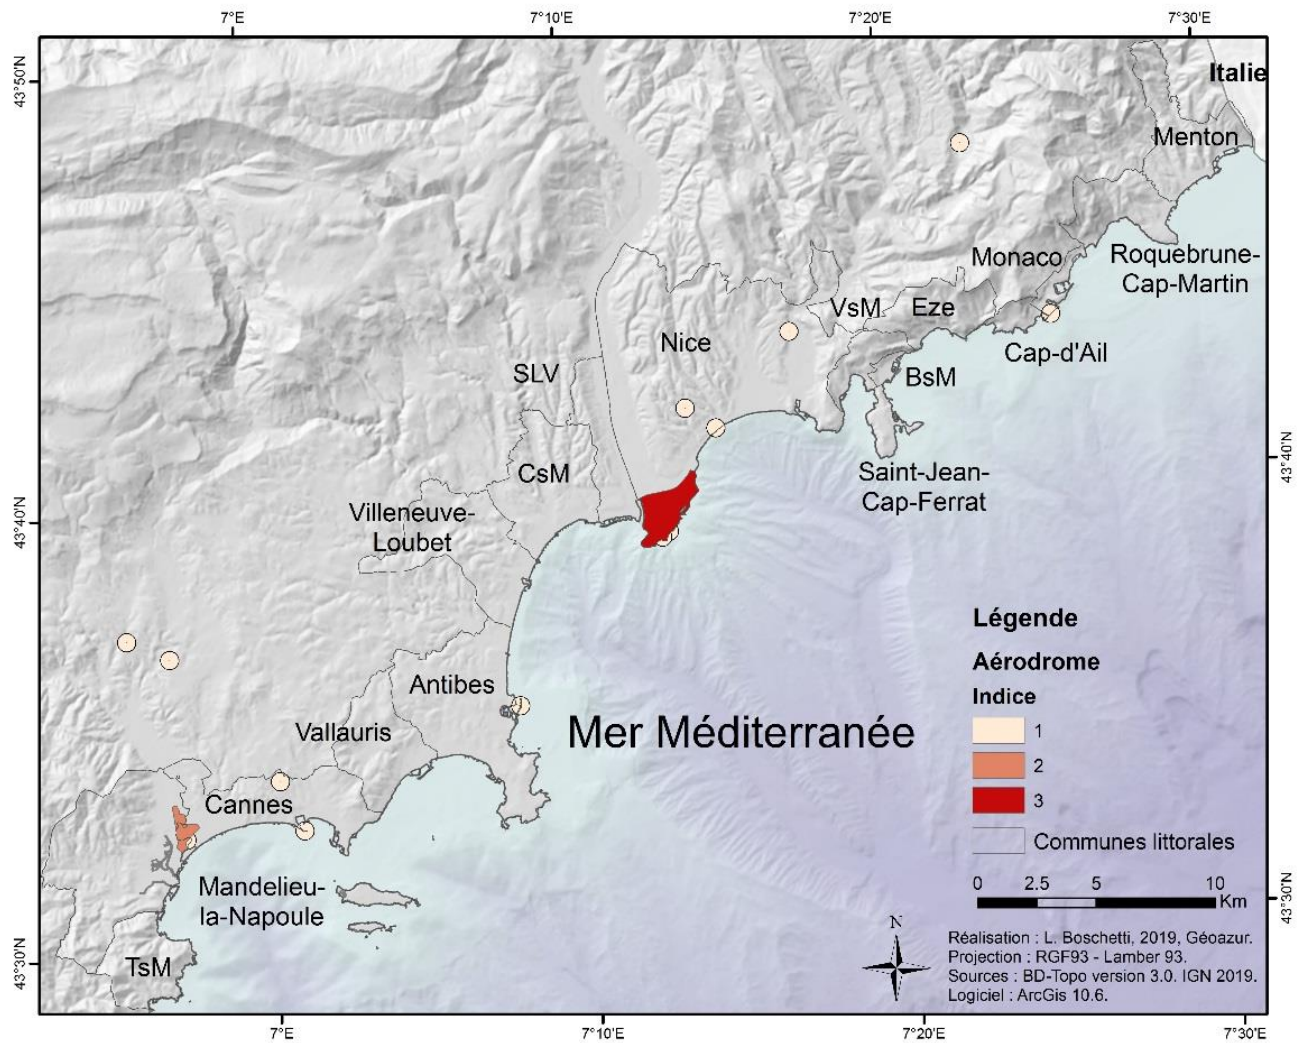 7°E
7°10'E
7°20'E
7°30'E
43°50'N
Italie
Menton
Monaco
Roquebrune-
Cap-Martin
VsM
Eze
Nice
Cap-d'Ail
SLV
BsM
43°40'N
CsM
Saint-Jean-
Cap-Ferrat
Villeneuve-
Loubet
43°40'N
Légende
Aérodrome
Indice
1
2
3
Communes littorales
0 2.5 5 10
Km
Antibes
Mer Méditerranée
Vallauris
Cannes
Mandelieu-
la-Napoule
43°30'N
N
TsM
43°30'N
Réalisation : L. Boschetti, 2019, Géoazur.
Projection : RGF93 - Lamber 93.
Sources : BD-Topo version 3.0. IGN 2019.
Logiciel : ArcGis 10.6.
7°E
7°10'E
7°20'E
7°30'E